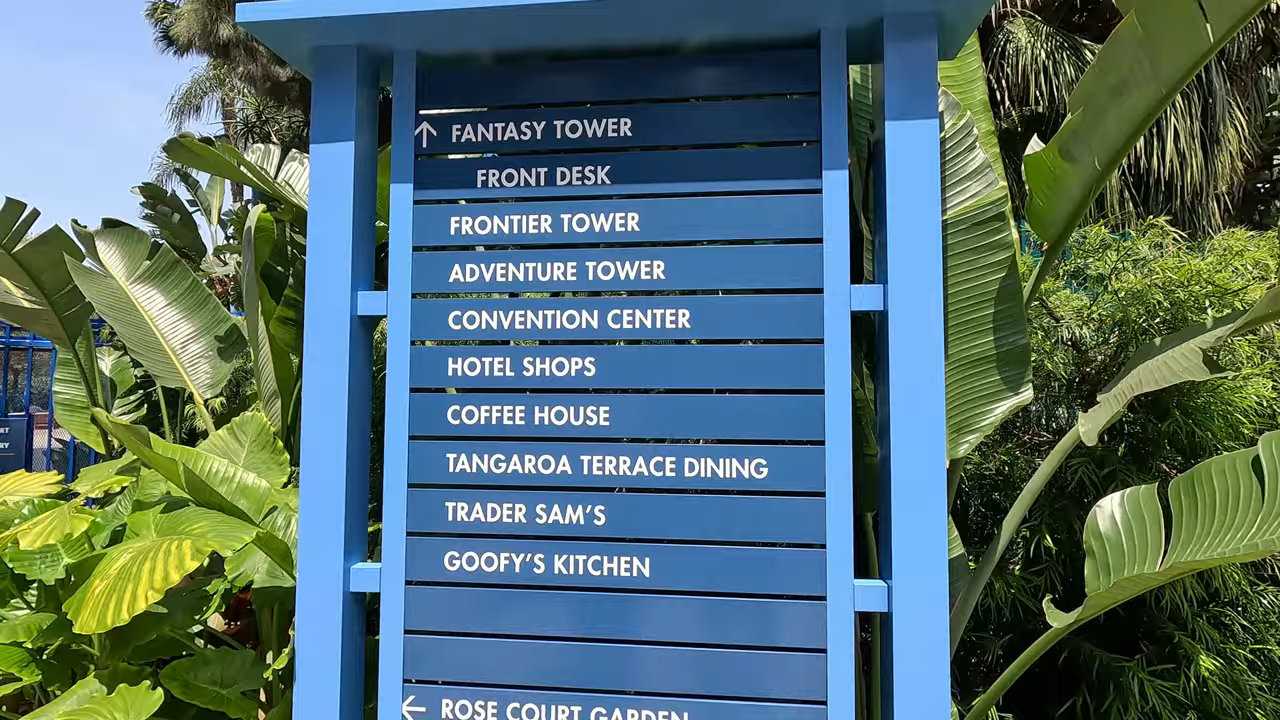 ↑ FANTASY TOWER
FRONT DESK
FRONTIER TOWER
ADVENTURE TOWER
CONVENTION CENTER
HOTEL SHOPS
COFFEE HOUSE
TANGAROA TERRACE DINING
TRADER SAM'S
GOOFY'S KITCHEN
← ROSE COURT GARDEN